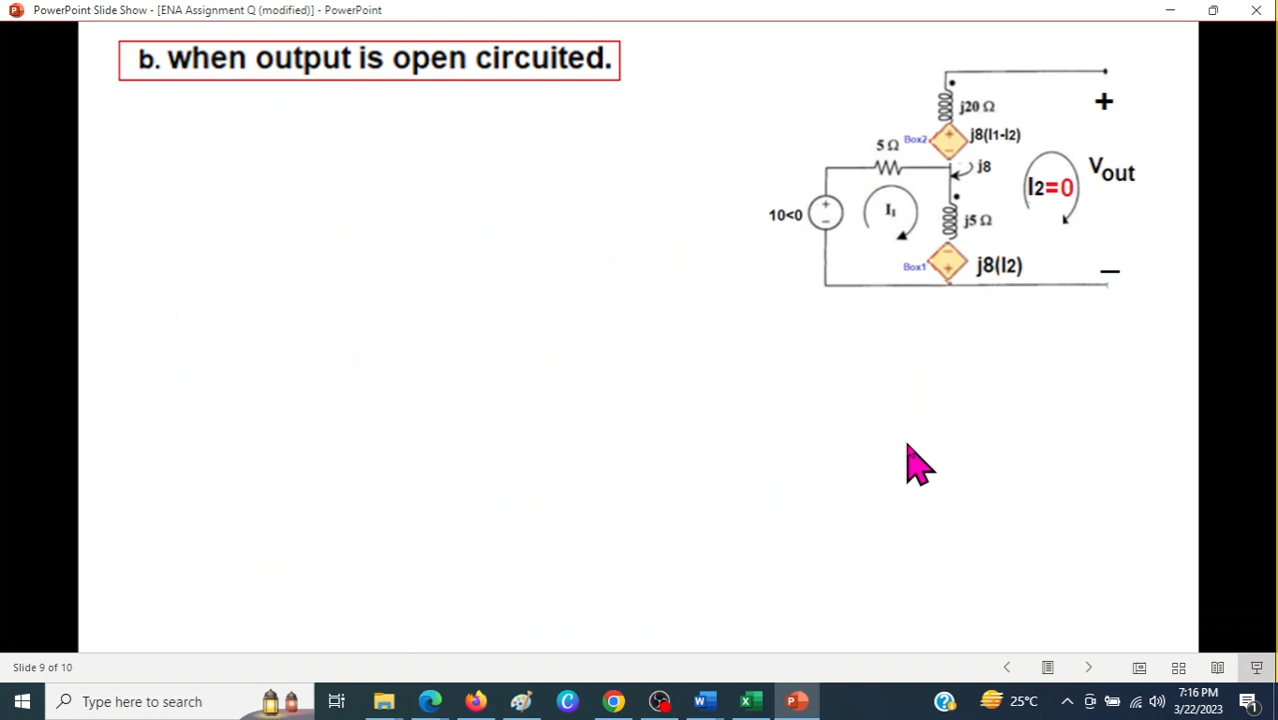 PowerPoint Slide Show - [ENA Assignment Q (modified)] - PowerPoint
b. when output is open circuited.
j20 Ω
+
Box2
+
−
j8(I1-I2)
5 Ω
j8
Vout
I2=0
10<0
+
−
I1
j5 Ω
Box1
−
+
j8(I2)
−
Slide 9 of 10
Type here to search
25°C
7:16 PM
3/22/2023
1